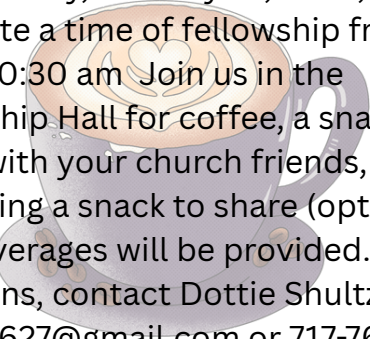 te a time of fellowship fr
0:30 am Join us in the
hip Hall for coffee, a sna
with your church friends,
ing a snack to share (opt
verages will be provided.
ns, contact Dottie Shultz
627@gmail.com or 717-76